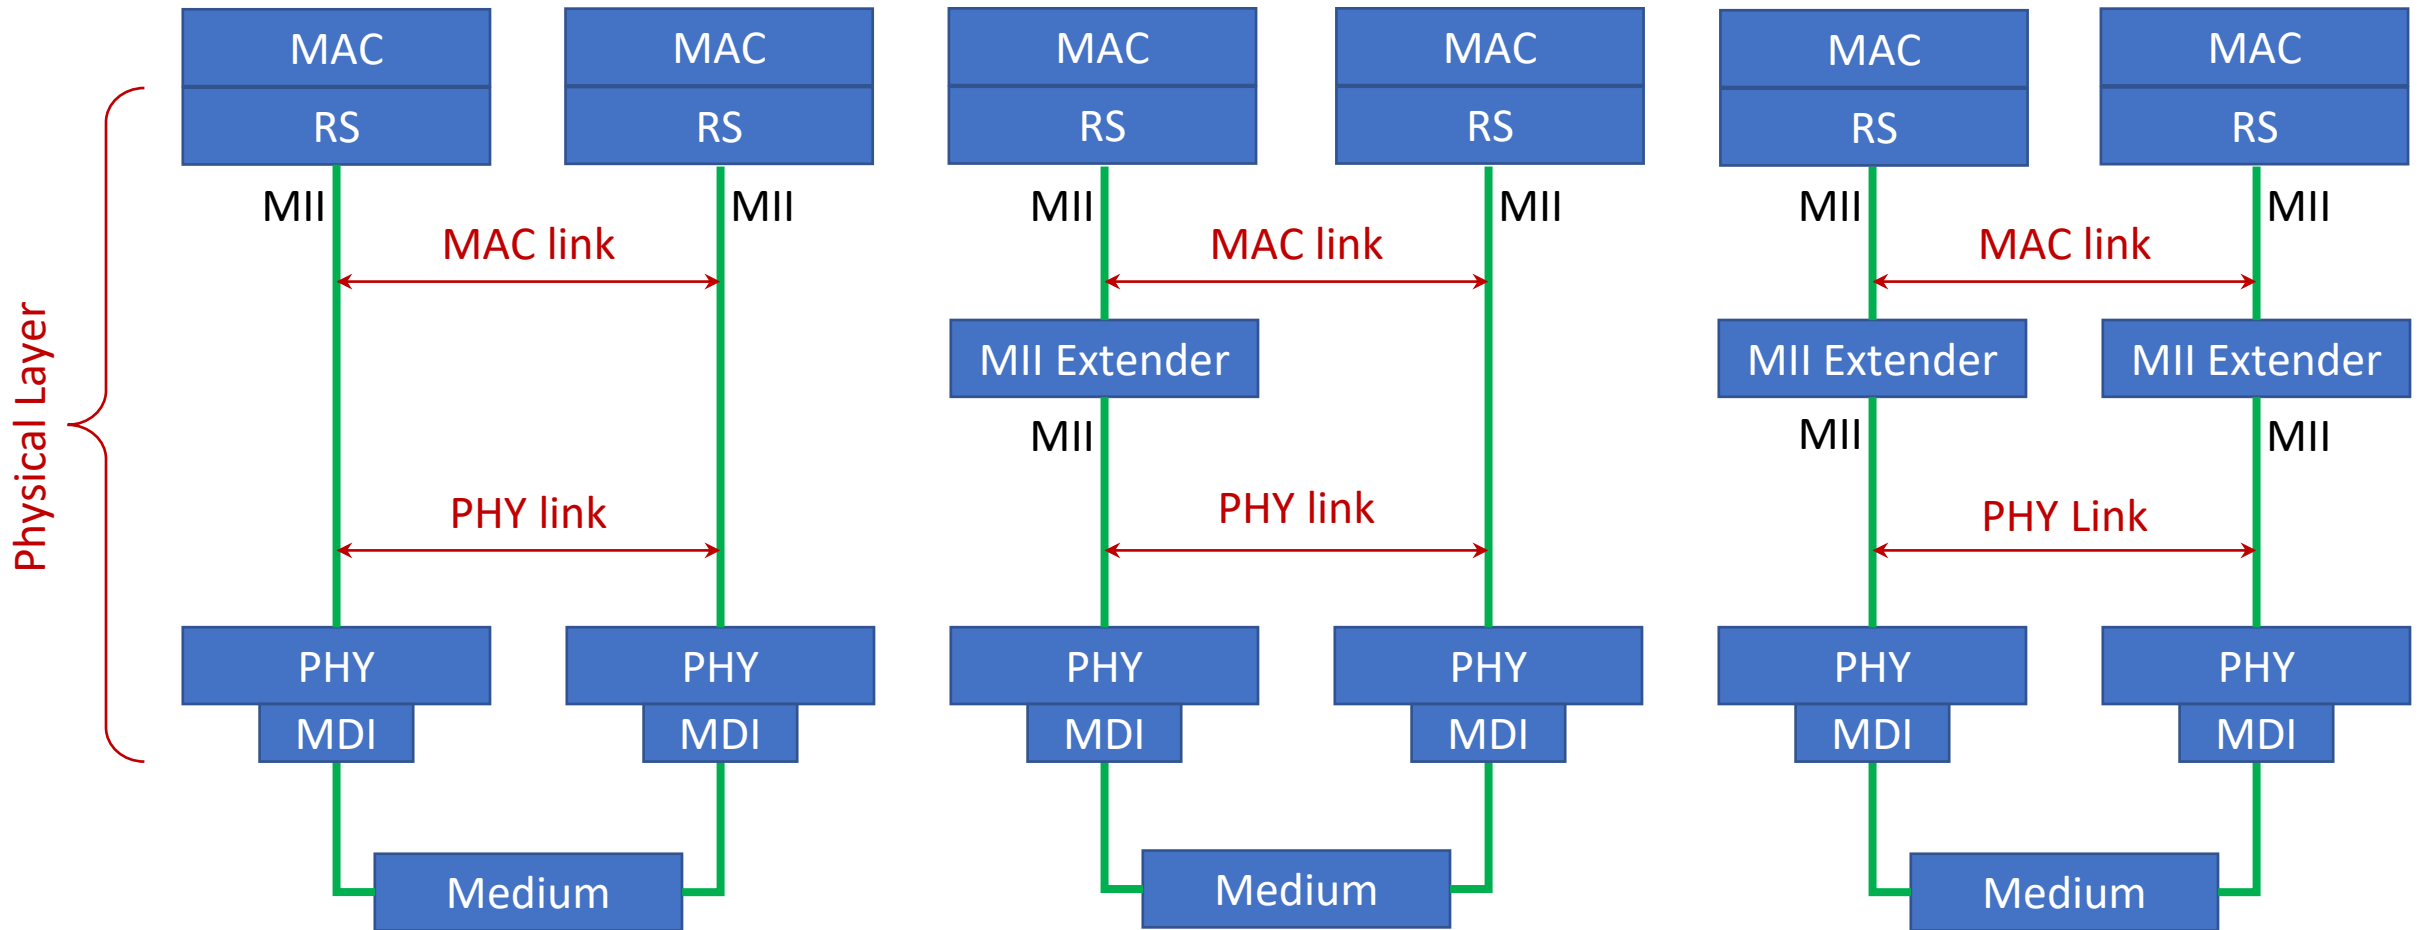 MAC MAC MAC MAC MAC MAC
RS RS RS RS RS RS
MII MII MII MII MII MII
MAC link MAC link MAC link
MII Extender MII Extender MII Extender
Physical Layer
MII MII MII
PHY link PHY link PHY Link
PHY PHY PHY PHY PHY PHY
MDI MDI MDI MDI MDI MDI
Medium Medium Medium